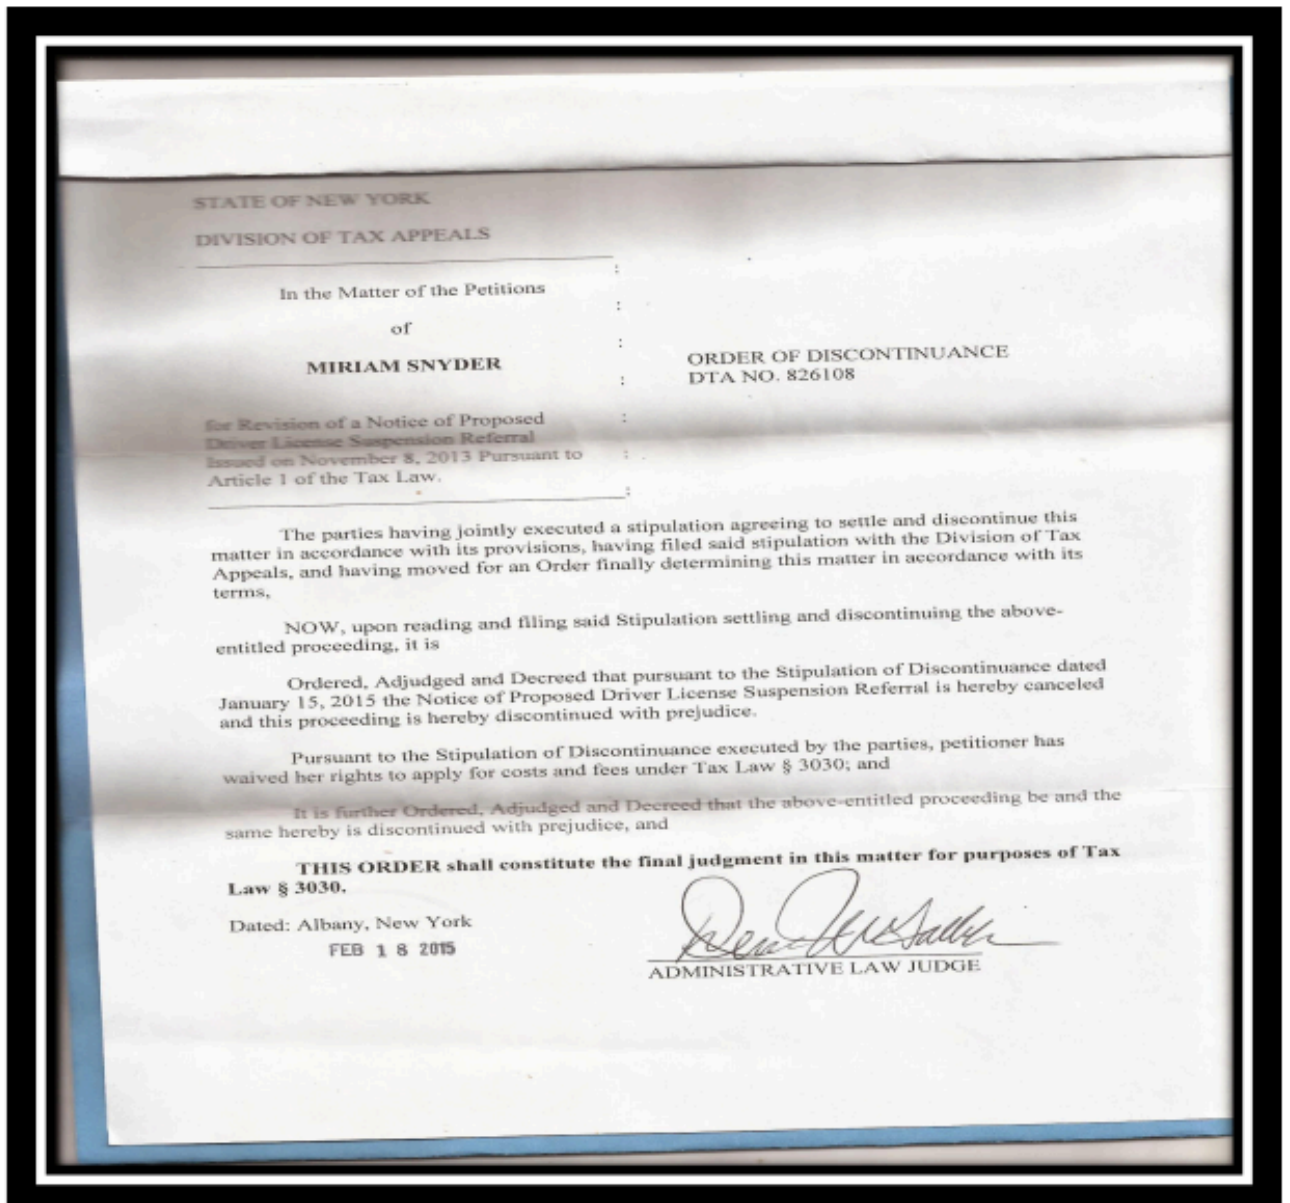 STATE OF NEW YORK
DIVISION OF TAX APPEALS
In the Matter of the Petitions
of
MIRIAM SNYDER
for Revision of a Notice of Proposed
Driver License Suspension Referral
Issued on November 8, 2013 Pursuant to
Article 1 of the Tax Law.
ORDER OF DISCONTINUANCE
DTA NO. 826108
The parties having jointly executed a stipulation agreeing to settle and discontinue this
matter in accordance with its provisions, having filed said stipulation with the Division of Tax
Appeals, and having moved for an Order finally determining this matter in accordance with its
terms,
NOW, upon reading and filing said Stipulation settling and discontinuing the above-
entitled proceeding, it is
Ordered, Adjudged and Decreed that pursuant to the Stipulation of Discontinuance dated
January 15, 2015 the Notice of Proposed Driver License Suspension Referral is hereby canceled
and this proceeding is hereby discontinued with prejudice.
Pursuant to the Stipulation of Discontinuance executed by the parties, petitioner has
waived her rights to apply for costs and fees under Tax Law § 3030; and
It is further Ordered, Adjudged and Decreed that the above-entitled proceeding be and the
same hereby is discontinued with prejudice, and
THIS ORDER shall constitute the final judgment in this matter for purposes of Tax
Law § 3030.
Dated: Albany, New York
FEB 18 2015
ADMINISTRATIVE LAW JUDGE